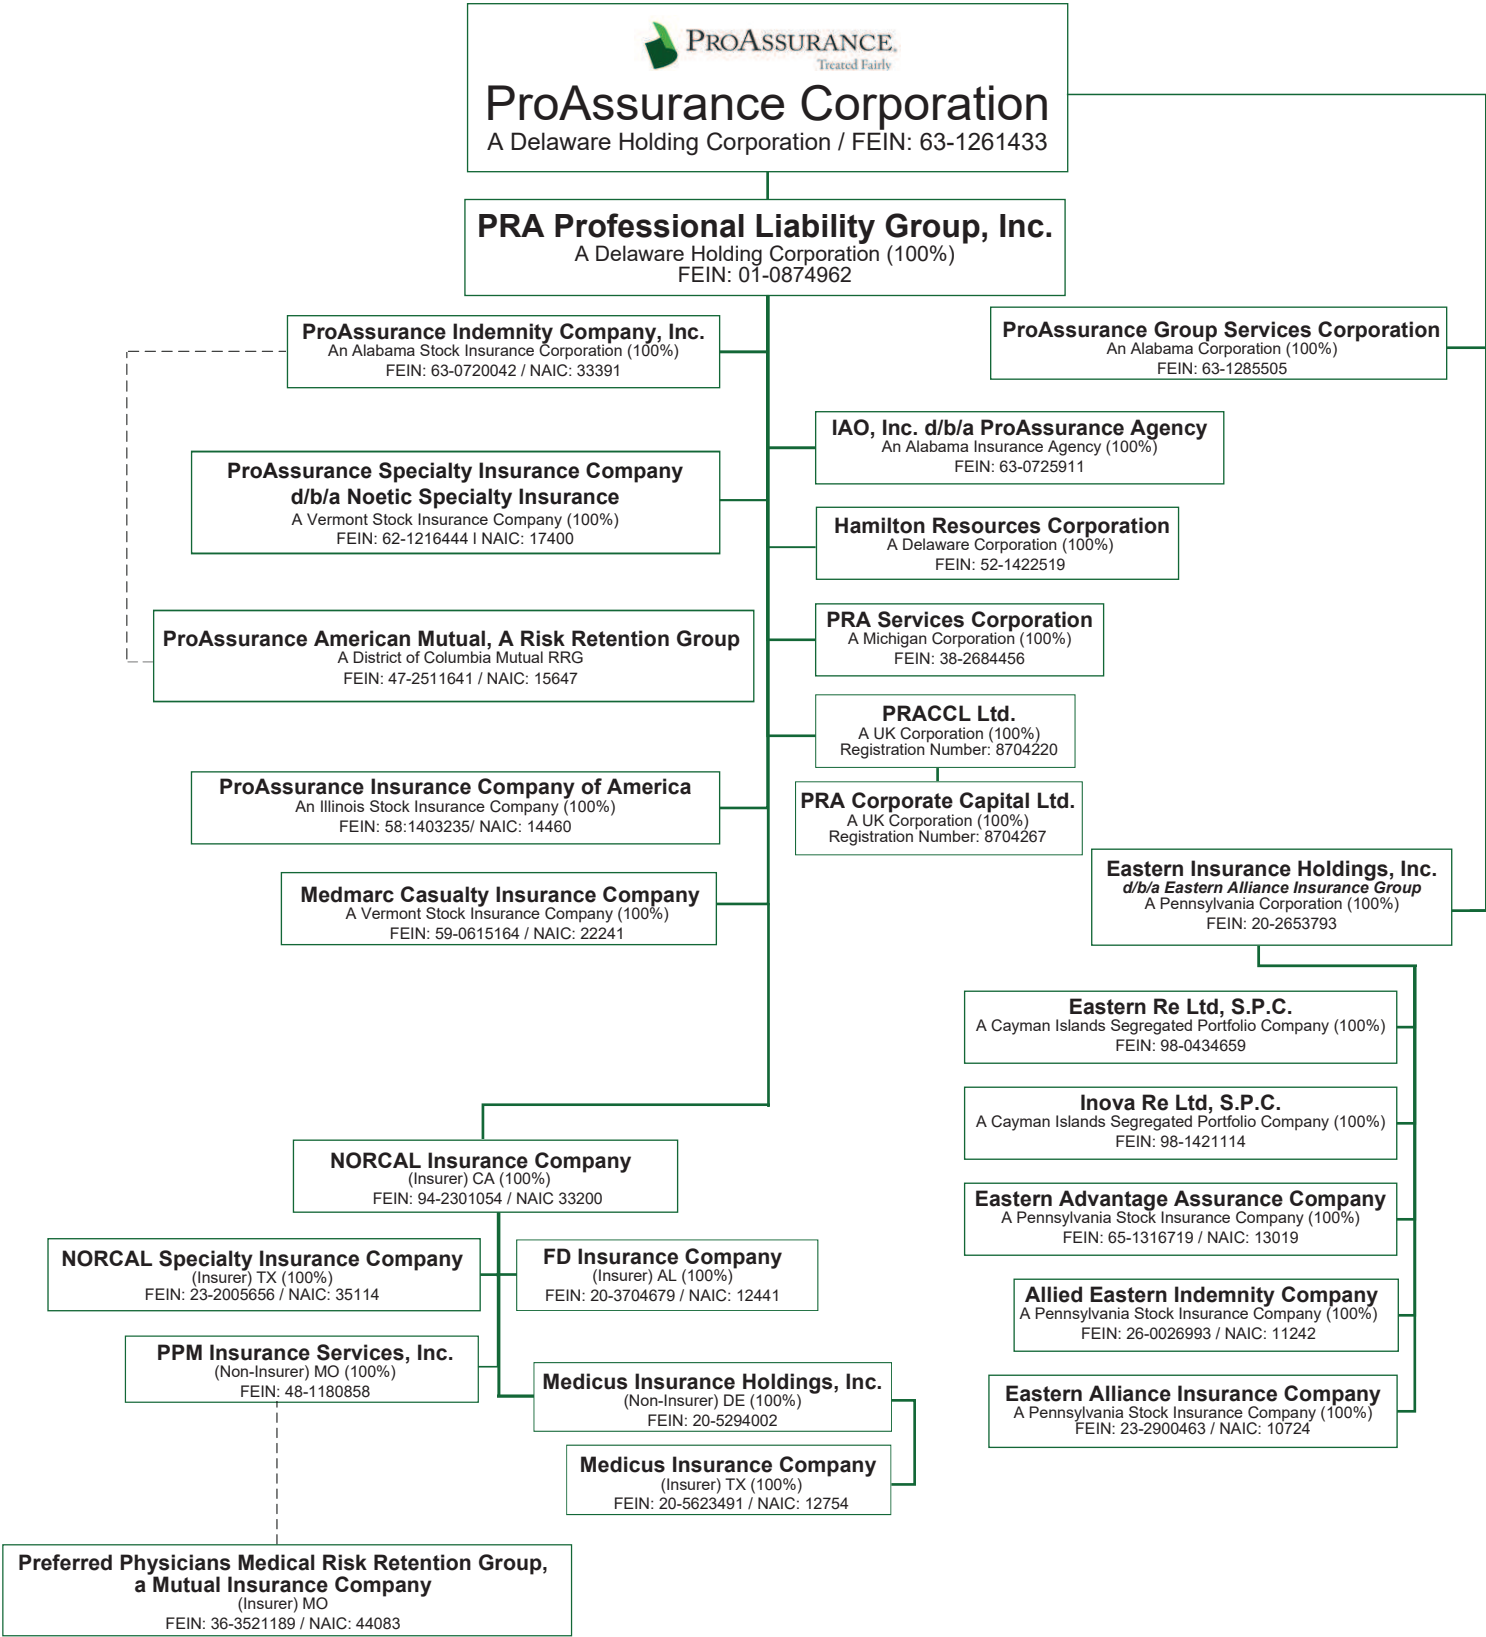 PROASSURANCE®
Treated Fairly
ProAssurance Corporation
A Delaware Holding Corporation / FEIN: 63-1261433
PRA Professional Liability Group, Inc.
A Delaware Holding Corporation (100%)
FEIN: 01-0874962
ProAssurance Indemnity Company, Inc.
An Alabama Stock Insurance Corporation (100%)
FEIN: 63-0720042 / NAIC: 33391
ProAssurance Group Services Corporation
An Alabama Corporation (100%)
FEIN: 63-1285505
IAO, Inc. d/b/a ProAssurance Agency
An Alabama Insurance Agency (100%)
FEIN: 63-0725911
ProAssurance Specialty Insurance Company
d/b/a Noetic Specialty Insurance
A Vermont Stock Insurance Company (100%)
FEIN: 62-1216444 I NAIC: 17400
Hamilton Resources Corporation
A Delaware Corporation (100%)
FEIN: 52-1422519
ProAssurance American Mutual, A Risk Retention Group
A District of Columbia Mutual RRG
FEIN: 47-2511641 / NAIC: 15647
PRA Services Corporation
A Michigan Corporation (100%)
FEIN: 38-2684456
PRACCL Ltd.
A UK Corporation (100%)
Registration Number: 8704220
ProAssurance Insurance Company of America
An Illinois Stock Insurance Company (100%)
FEIN: 58:1403235/ NAIC: 14460
PRA Corporate Capital Ltd.
A UK Corporation (100%)
Registration Number: 8704267
Medmarc Casualty Insurance Company
A Vermont Stock Insurance Company (100%)
FEIN: 59-0615164 / NAIC: 22241
Eastern Insurance Holdings, Inc.
d/b/a Eastern Alliance Insurance Group
A Pennsylvania Corporation (100%)
FEIN: 20-2653793
Eastern Re Ltd, S.P.C.
A Cayman Islands Segregated Portfolio Company (100%)
FEIN: 98-0434659
Inova Re Ltd, S.P.C.
A Cayman Islands Segregated Portfolio Company (100%)
FEIN: 98-1421114
Eastern Advantage Assurance Company
A Pennsylvania Stock Insurance Company (100%)
FEIN: 65-1316719 / NAIC: 13019
Allied Eastern Indemnity Company
A Pennsylvania Stock Insurance Company (100%)
FEIN: 26-0026993 / NAIC: 11242
Eastern Alliance Insurance Company
A Pennsylvania Stock Insurance Company (100%)
FEIN: 23-2900463 / NAIC: 10724
NORCAL Insurance Company
(Insurer) CA (100%)
FEIN: 94-2301054 / NAIC 33200
NORCAL Specialty Insurance Company
(Insurer) TX (100%)
FEIN: 23-2005656 / NAIC: 35114
FD Insurance Company
(Insurer) AL (100%)
FEIN: 20-3704679 / NAIC: 12441
PPM Insurance Services, Inc.
(Non-Insurer) MO (100%)
FEIN: 48-1180858
Medicus Insurance Holdings, Inc.
(Non-Insurer) DE (100%)
FEIN: 20-5294002
Medicus Insurance Company
(Insurer) TX (100%)
FEIN: 20-5623491 / NAIC: 12754
Preferred Physicians Medical Risk Retention Group,
a Mutual Insurance Company
(Insurer) MO
FEIN: 36-3521189 / NAIC: 44083